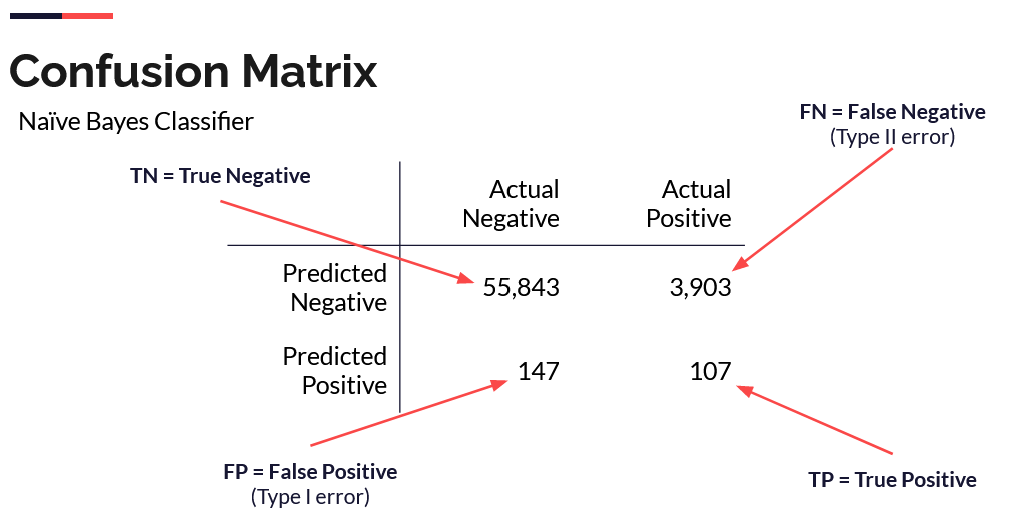 Confusion Matrix
Naïve Bayes Classifier
FN = False Negative
(Type II error)
TN = True Negative
Actual
Negative
Actual
Positive
Predicted
Negative
55,843
3,903
Predicted
Positive
147
107
FP = False Positive
(Type I error)
TP = True Positive